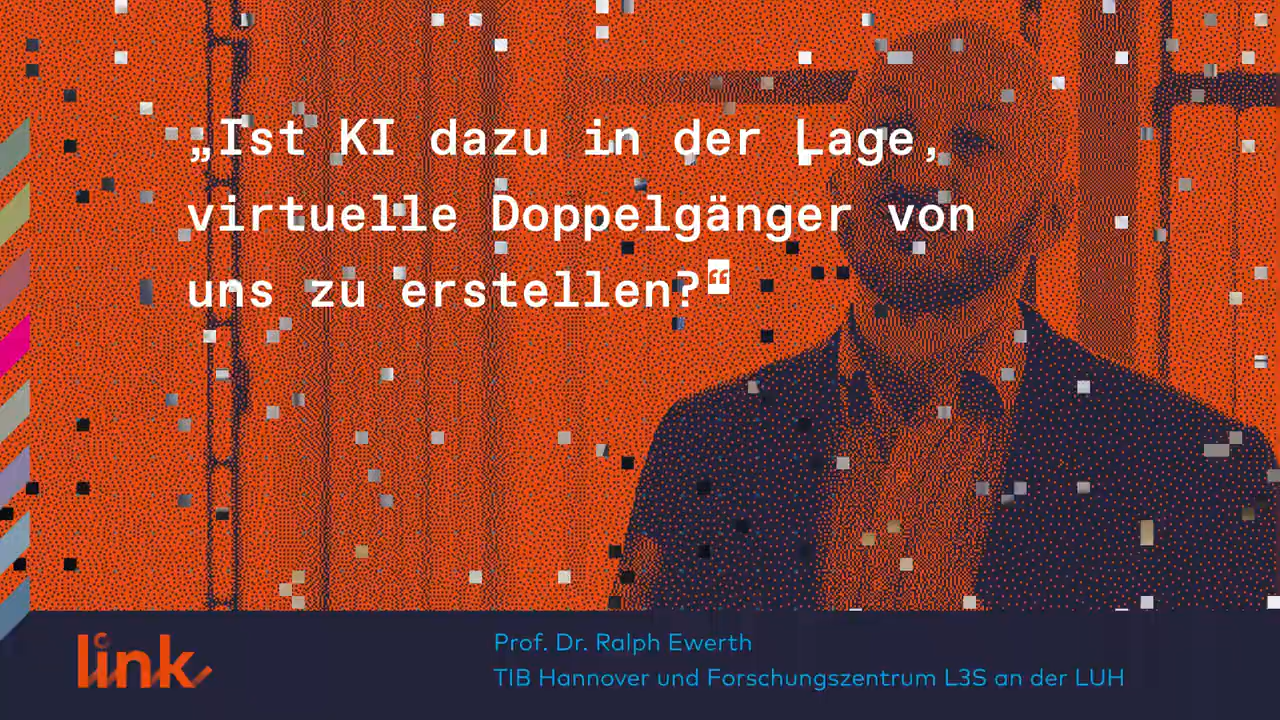 „Ist KI dazu in der Lage,
virtuelle Doppelgänger von
uns zu erstellen?“
link
Prof. Dr. Ralph Ewerth
TIB Hannover und Forschungszentrum L3S an der LUH